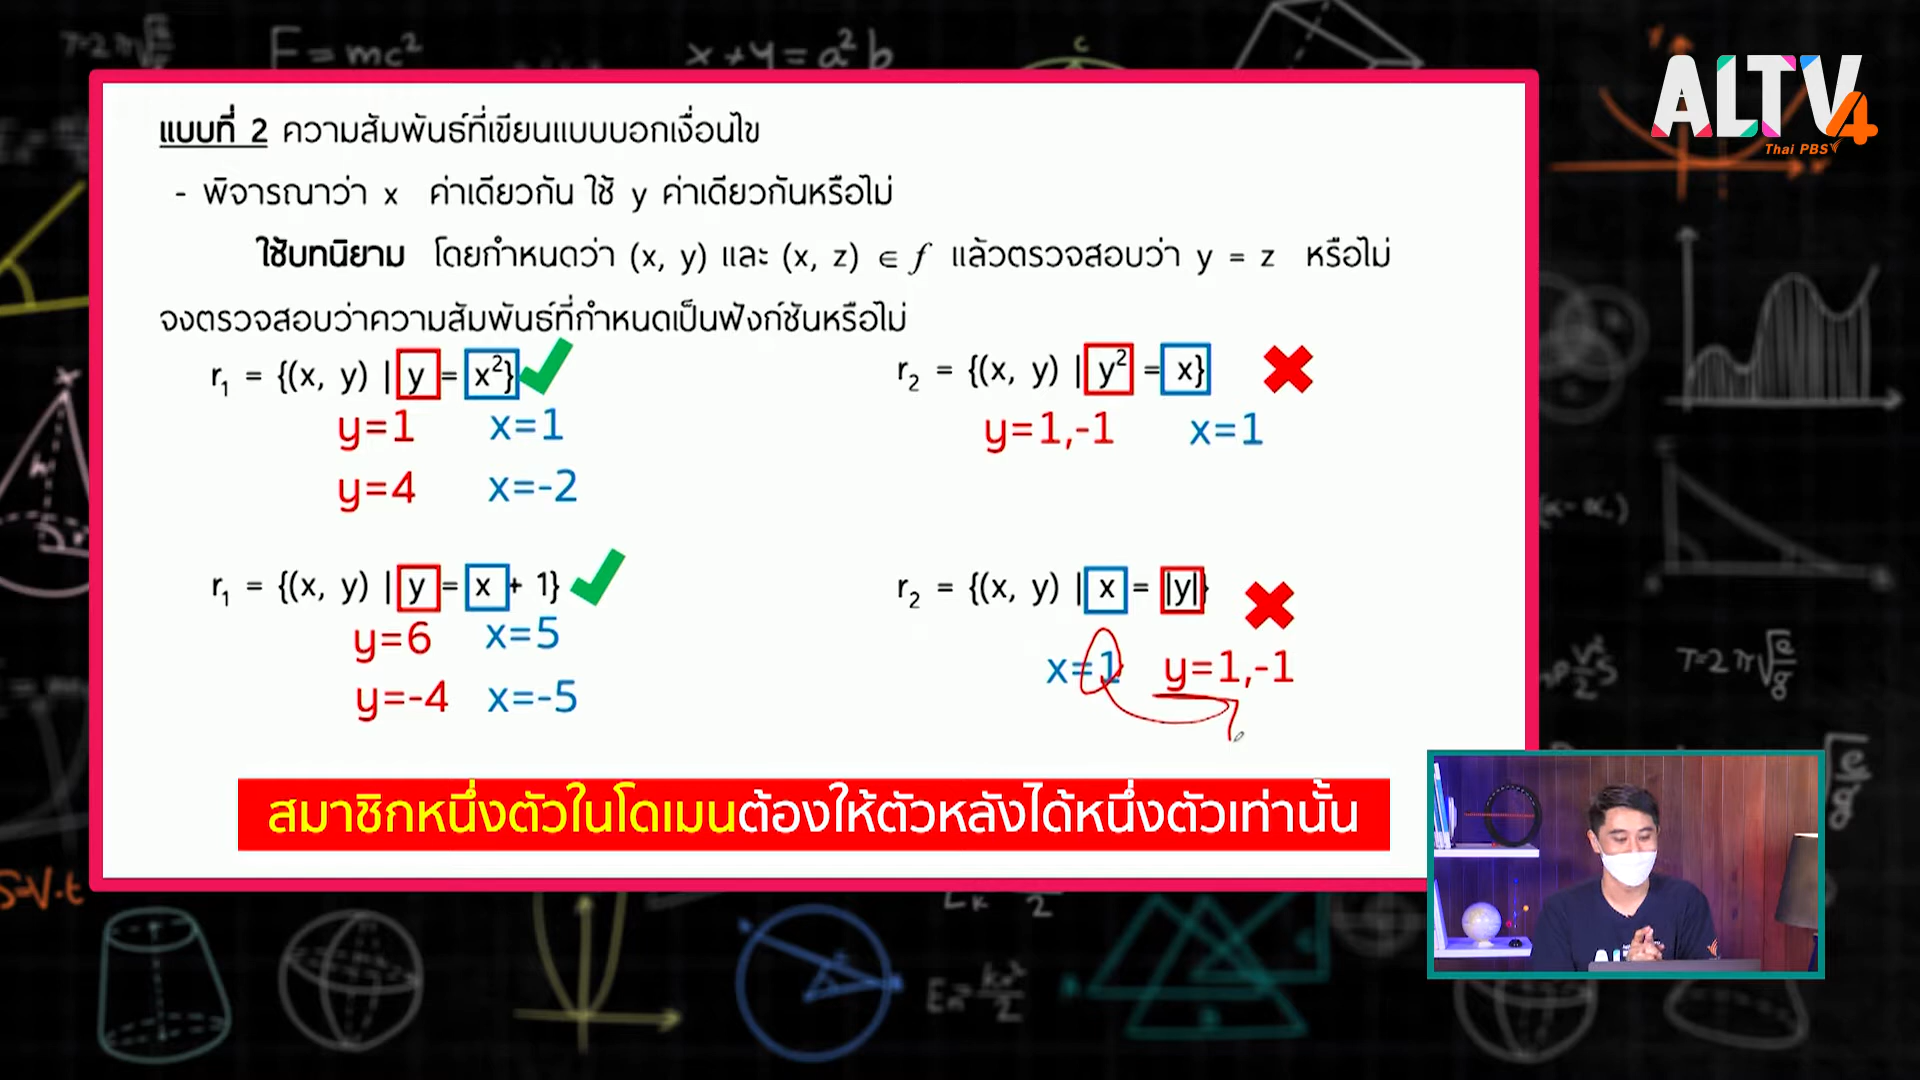 T=2π
F = mc²
x+y = a²b
c
Y
ALTV4
Thai PBS
แบบที่ 2 ความสัมพันธ์ที่เขียนแบบบอกเงื่อนไข
- พิจารณาว่า x ค่าเดียวกัน ใช้ y ค่าเดียวกันหรือไม่
ใช้บทนิยาม โดยกำหนดว่า (x, y) และ (x, z) ∈ f แล้วตรวจสอบว่า y = z หรือไม่
จงตรวจสอบว่าความสัมพันธ์ที่กำหนดเป็นฟังก์ชันหรือไม่
r₁ = {(x, y) | y = x²}
y=1 x=1
y=4 x=-2
r₂ = {(x, y) | y² = x}
y=1,-1 x=1
r₁ = {(x, y) | y = x + 1}
y=6 x=5
y=-4 x=-5
r₂ = {(x, y) | x = |y|}
x=1 y=1,-1
สมาชิกหนึ่งตัวในโดเมนต้องให้ตัวหลังได้หนึ่งตัวเท่านั้น
h
T=2π√e/g
S=V·t